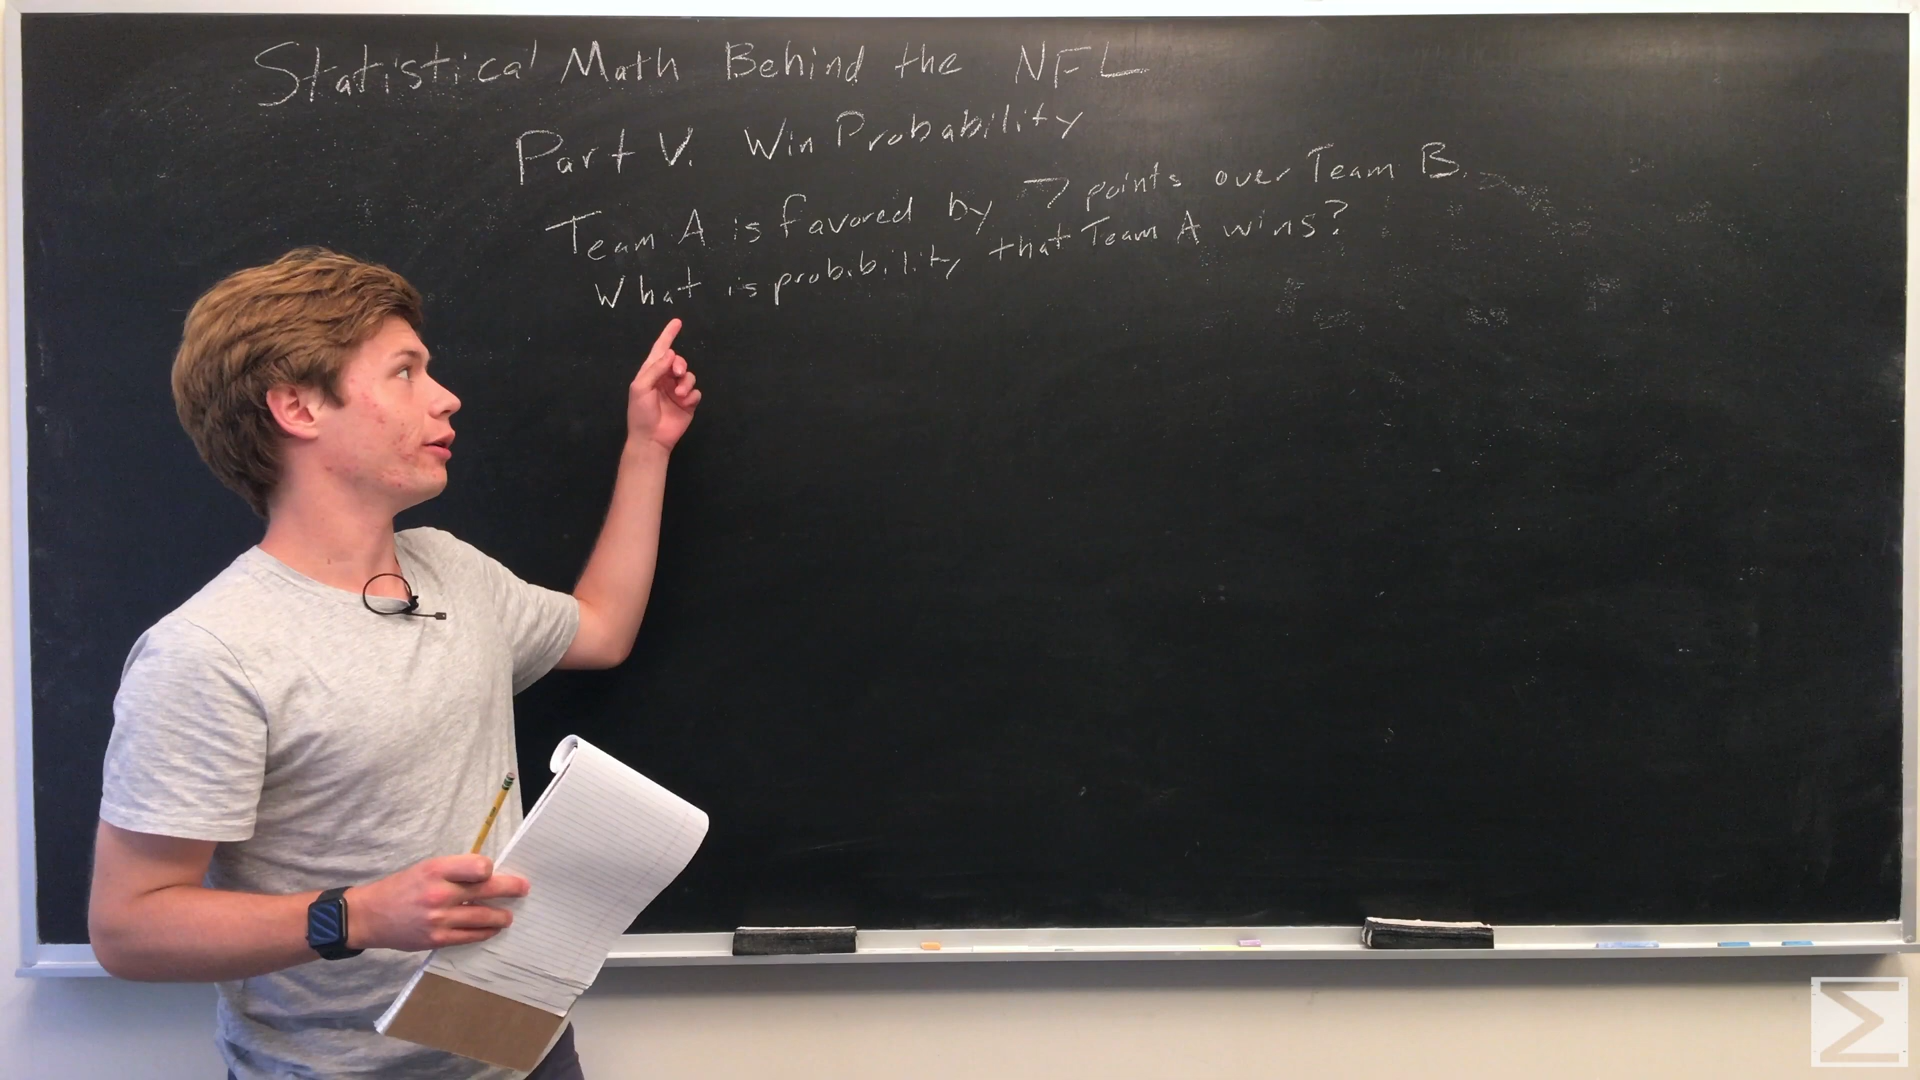 Statistical Math Behind the NFL
Part V. Win Probability
Team A is favored by 7 points over Team B.
What is probibility that Team A wins?
Σ